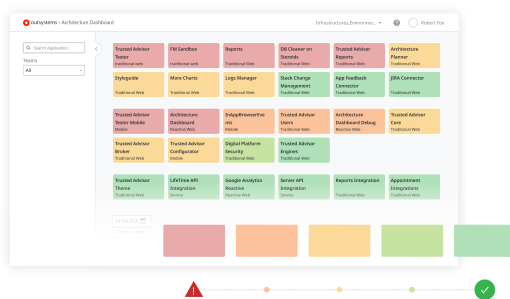 outsystems • Architecture Dashboard
Infrastructures,Environme...
Robert Fox
Search Application
Teams
All
Trusted Advisor
Tester
Traditional web
FM Sandbox
Traditional Web
Reports
Traditional Web
DB Cleaner on
Steroids
Traditional Web
Trusted Advisor
Reports
Traditional Web
Architecture
Planner
Traditional Web
Styleguide
Traditional Web
More Charts
Traditional Web
Logs Manager
Traditional Web
Stack Change
Management
Traditional Web
App Feedback
Connector
Traditional Web
JIRA Connector
Traditional Web
Trusted Advisor
Tester Mobile
Mobile
Architecture
Dashboard
Reactive Web
InAppBrowserEve
nts
Mobile
Trusted Advisor
Users
Traditional Web
Architecture
Dashboard Debug
Reactive Web
Trusted Advisor
Core
Traditional Web
Trusted Advisor
Broker
Traditional Web
Trusted Advisor
Configurator
Mobile
Digital Platform
Security
Traditional Web
Trusted Advisor
Engines
Traditional Web
Trusted Advisor
Theme
Traditional Web
LifeTime API
Integration
Service
Google Analytics
Reactive
Reactive Web
Server API
Integration
Service
Reports Integration
Traditional Web
Appointment
Integrations
Traditional Web